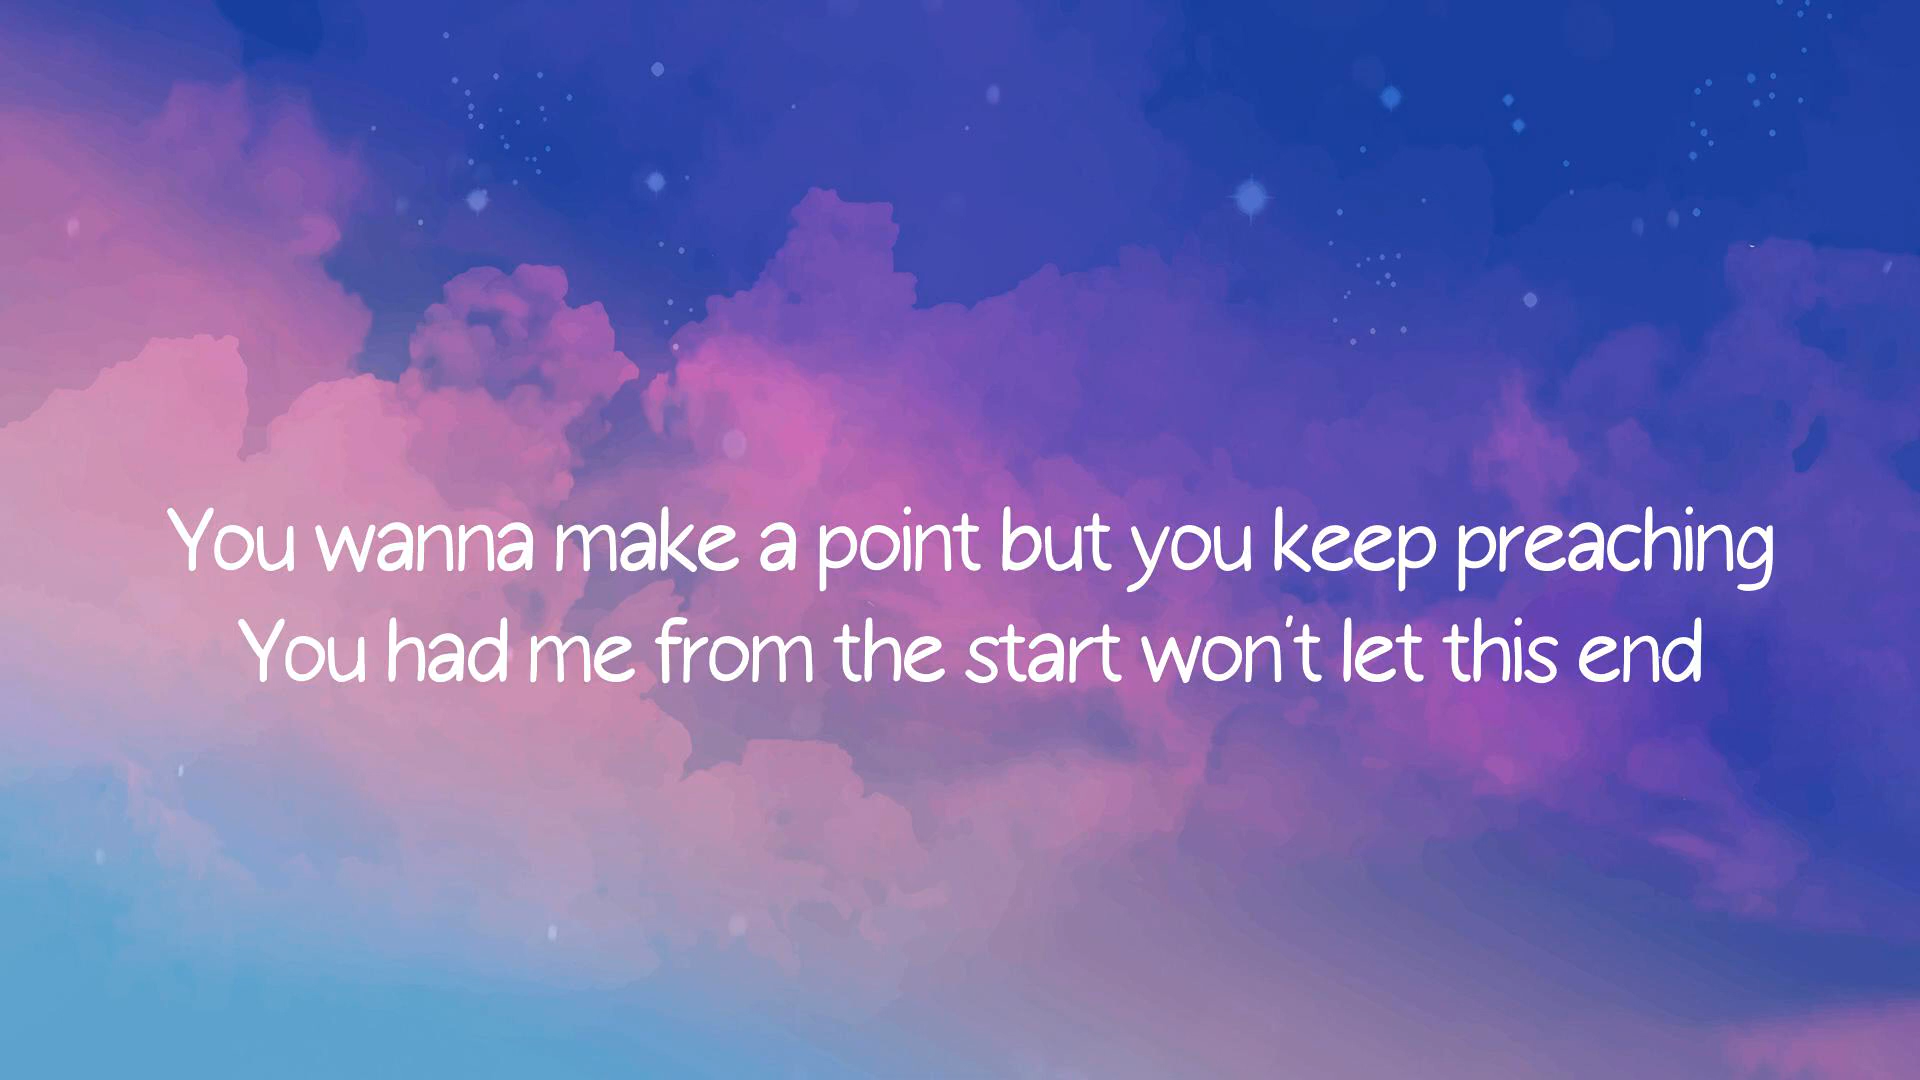 You wanna make a point but you keep preaching
You had me from the start won't let this end